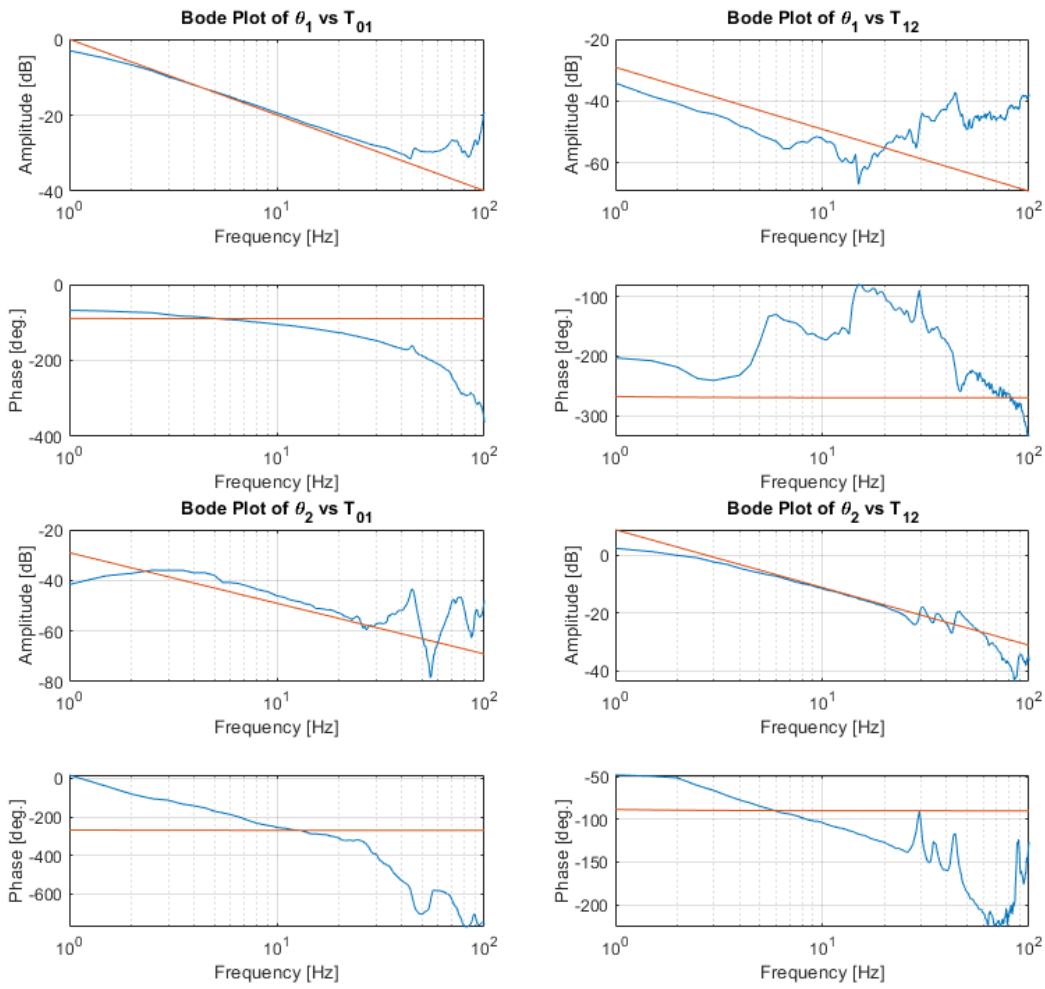 Bode Plot of θ1 vs T01
Amplitude [dB]
0
-20
-40
10^0
10^1
10^2
Frequency [Hz]
Phase [deg.]
0
-200
-400
10^0
10^1
10^2
Frequency [Hz]
Bode Plot of θ1 vs T12
Amplitude [dB]
-20
-40
-60
10^0
10^1
10^2
Frequency [Hz]
Phase [deg.]
-100
-200
-300
10^0
10^1
10^2
Frequency [Hz]
Bode Plot of θ2 vs T01
Amplitude [dB]
-20
-40
-60
-80
10^0
10^1
10^2
Frequency [Hz]
Phase [deg.]
0
-200
-400
-600
10^0
10^1
10^2
Frequency [Hz]
Bode Plot of θ2 vs T12
Amplitude [dB]
0
-20
-40
10^0
10^1
10^2
Frequency [Hz]
Phase [deg.]
-50
-100
-150
-200
10^0
10^1
10^2
Frequency [Hz]